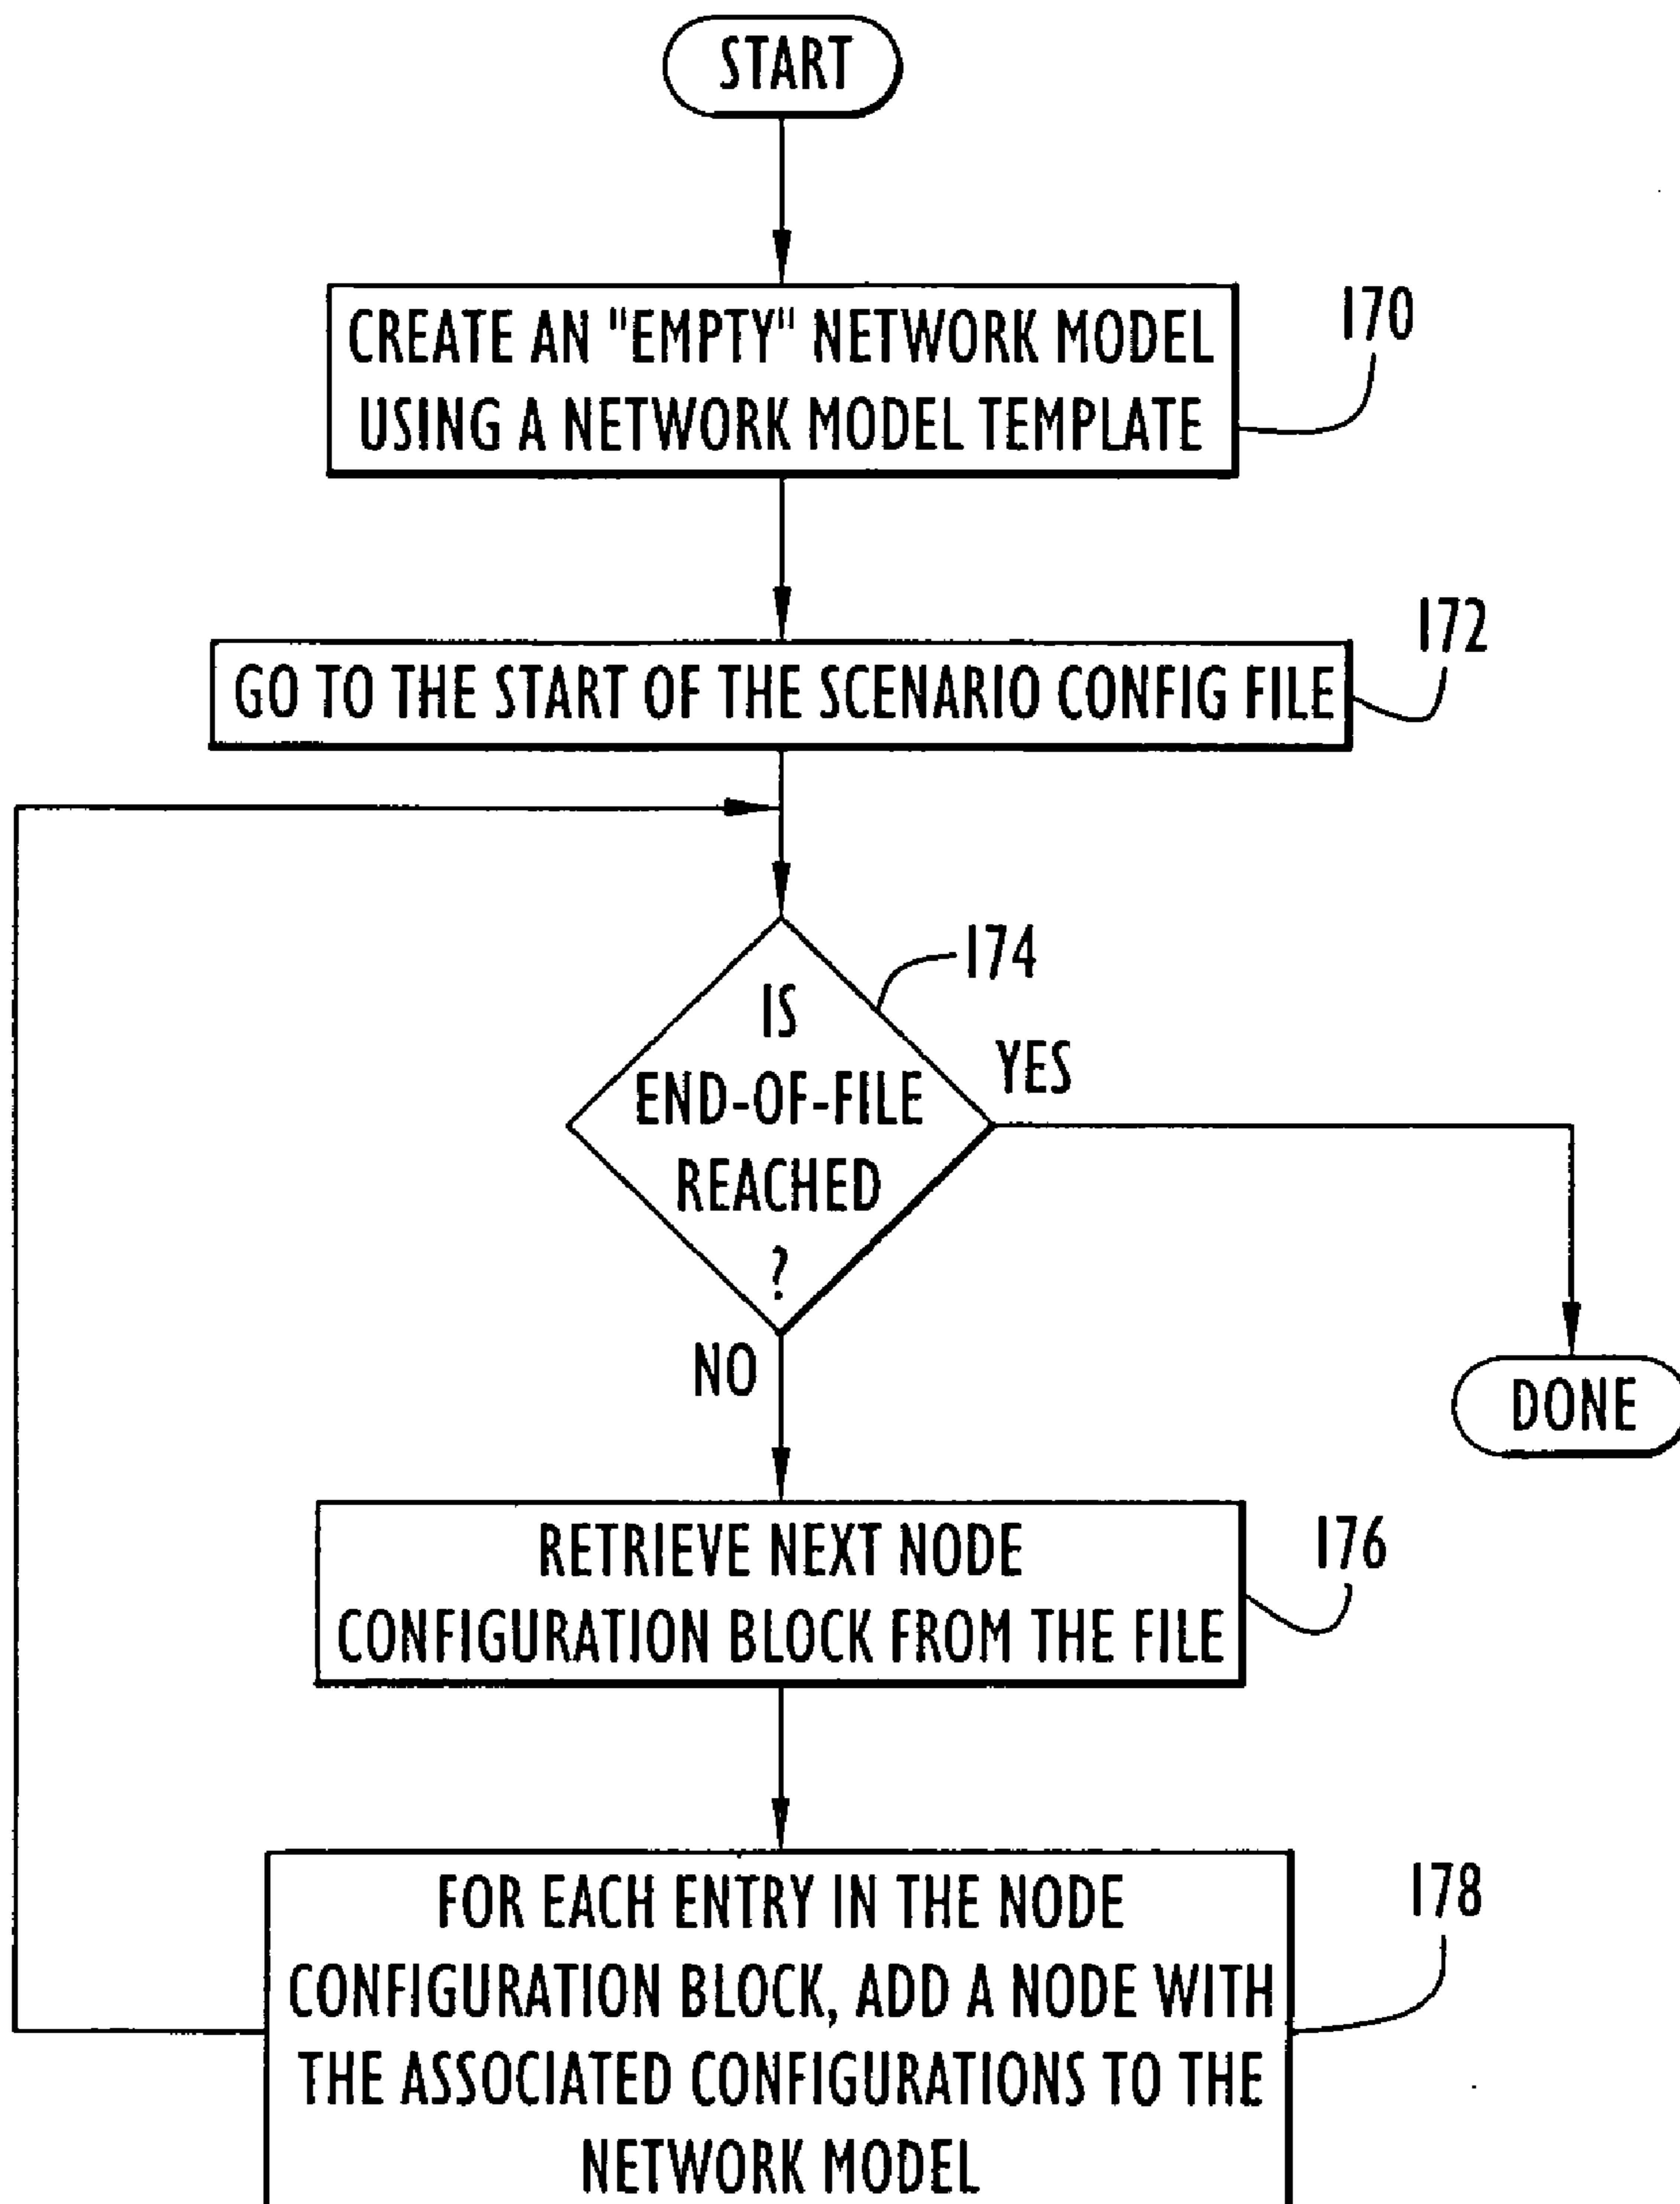 START
CREATE AN "EMPTY" NETWORK MODEL
USING A NETWORK MODEL TEMPLATE
170
GO TO THE START OF THE SCENARIO CONFIG FILE
172
174
IS
END-OF-FILE
REACHED
?
YES
NO
DONE
RETRIEVE NEXT NODE
CONFIGURATION BLOCK FROM THE FILE
176
FOR EACH ENTRY IN THE NODE
CONFIGURATION BLOCK, ADD A NODE WITH
THE ASSOCIATED CONFIGURATIONS TO THE
NETWORK MODEL
178